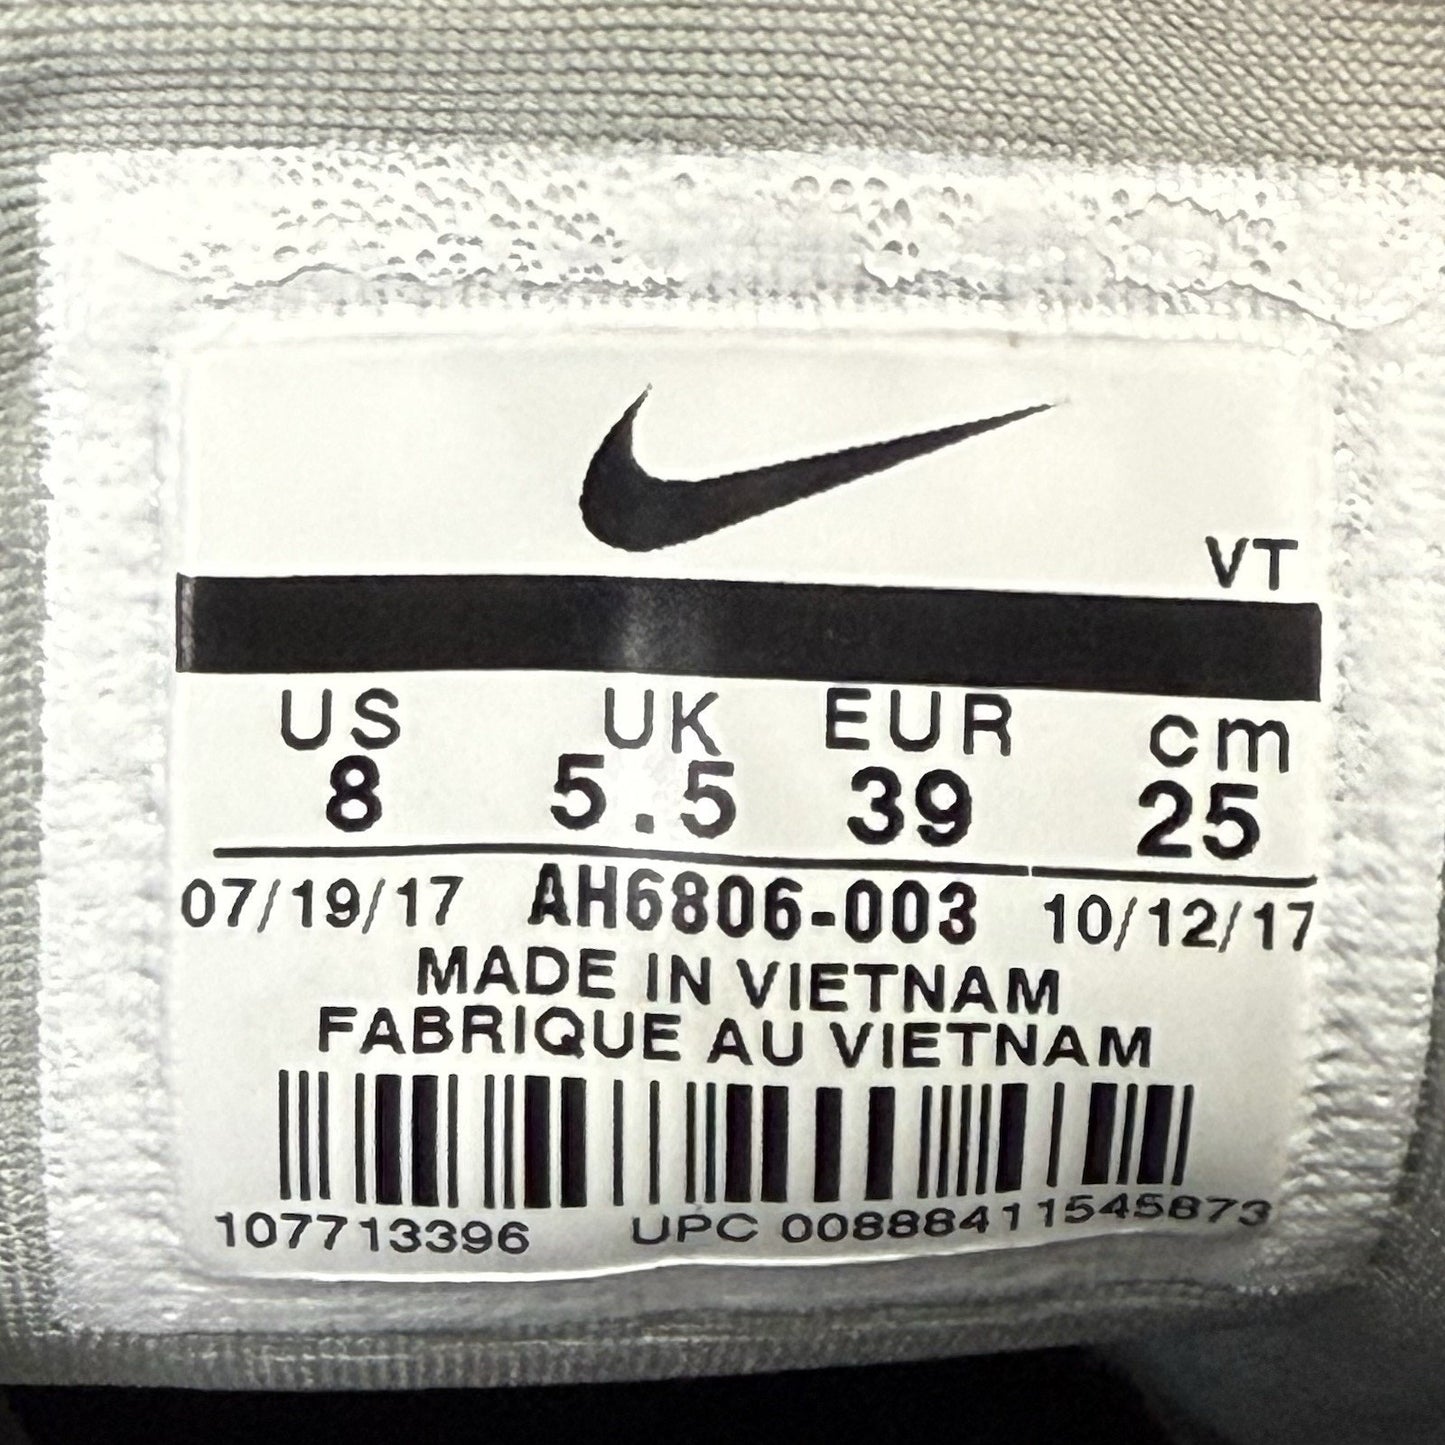 VT
US UK EUR cm
8 5.5 39 25
07/19/17 AH6806-003 10/12/17
MADE IN VIETNAM
FABRIQUE AU VIETNAM
107713396 UPC 00888411545873